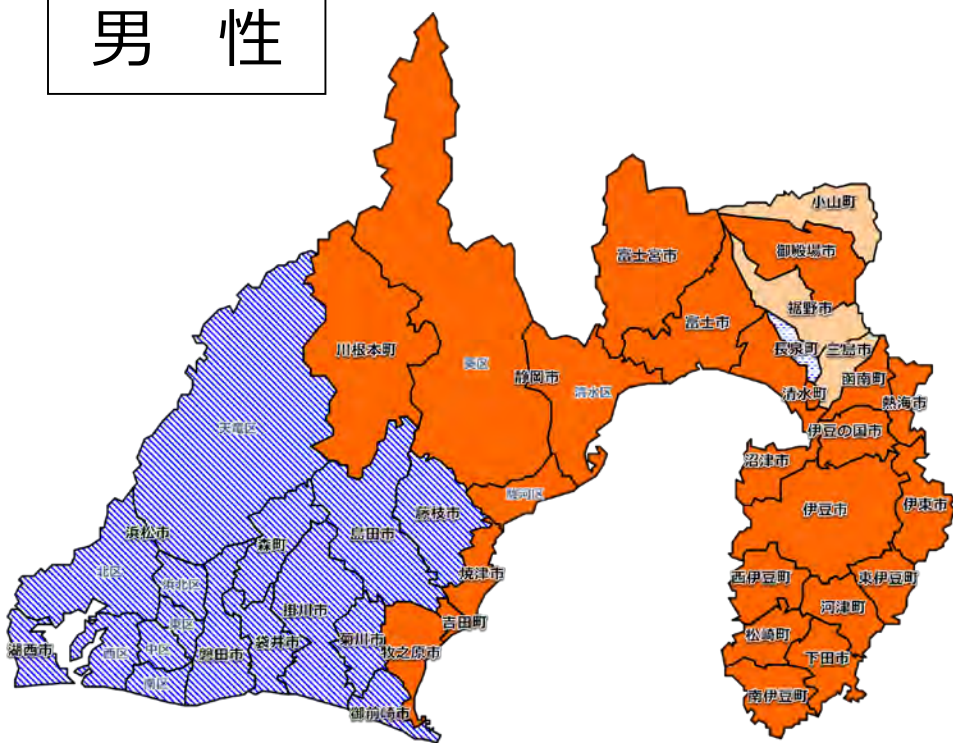 男 性
小山町
御殿場市
富士宮市
裾野市
富士市
長泉町
三島市
川根本町
葵区
静岡市
清水区
函南町
清水町
熱海市
伊豆の国市
天竜区
沼津市
駿河区
伊豆市
伊東市
藤枝市
浜松市
島田市
森町
焼津市
北区
浜北区
西伊豆町
東伊豆町
掛川市
河津町
吉田町
東区
松崎町
湖西市
西区
中区
磐田市
袋井市
菊川市
牧之原市
下田市
南区
南伊豆町
御前崎市